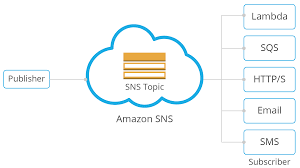 Publisher
SNS Topic
Amazon SNS
Lambda
SQS
HTTP/S
Email
SMS
Subscriber